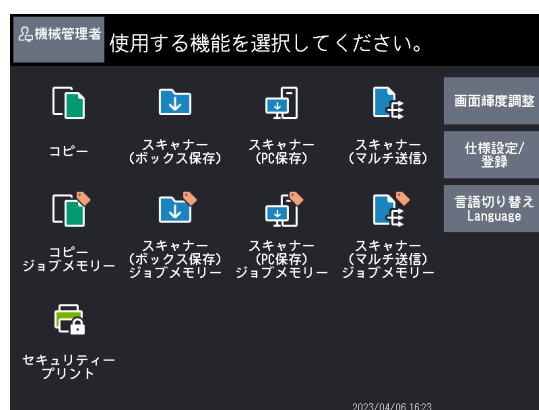 機械管理者
使用する機能を選択してください。
コピー
スキャナー
(ボックス保存)
スキャナー
(PC保存)
スキャナー
(マルチ送信)
画面輝度調整
仕様設定/
登録
言語切り替え
Language
コピー
ジョブメモリー
スキャナー
(ボックス保存)
ジョブメモリー
スキャナー
(PC保存)
ジョブメモリー
スキャナー
(マルチ送信)
ジョブメモリー
セキュリティー
プリント
2023/04/06 16:23